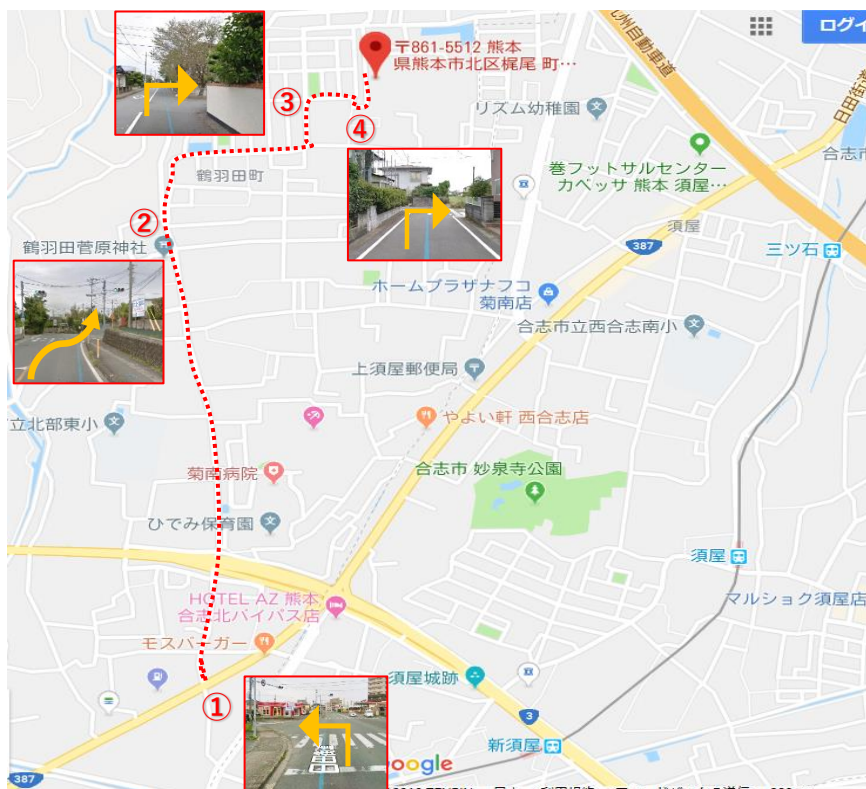 ログイ
〒861-5512 熊本
県熊本市北区梶尾 町…
九州自動車道
日田街道
リズム幼稚園
合志市
③
④
巻フットサルセンター
カベッサ 熊本 須屋…
鶴羽田町
②
鶴羽田菅原神社
須屋
387
三ツ石
ホームプラザナフコ
菊南店
合志市立西合志南小
上須屋郵便局
立北部東小
やよい軒 西合志店
菊南病院
合志市 妙泉寺公園
ひでみ保育園
須屋
HOTEL AZ 熊本
合志北バイパス店
マルショク須屋店
モスバーガー
須屋城跡
①
3
新須屋
Google
387